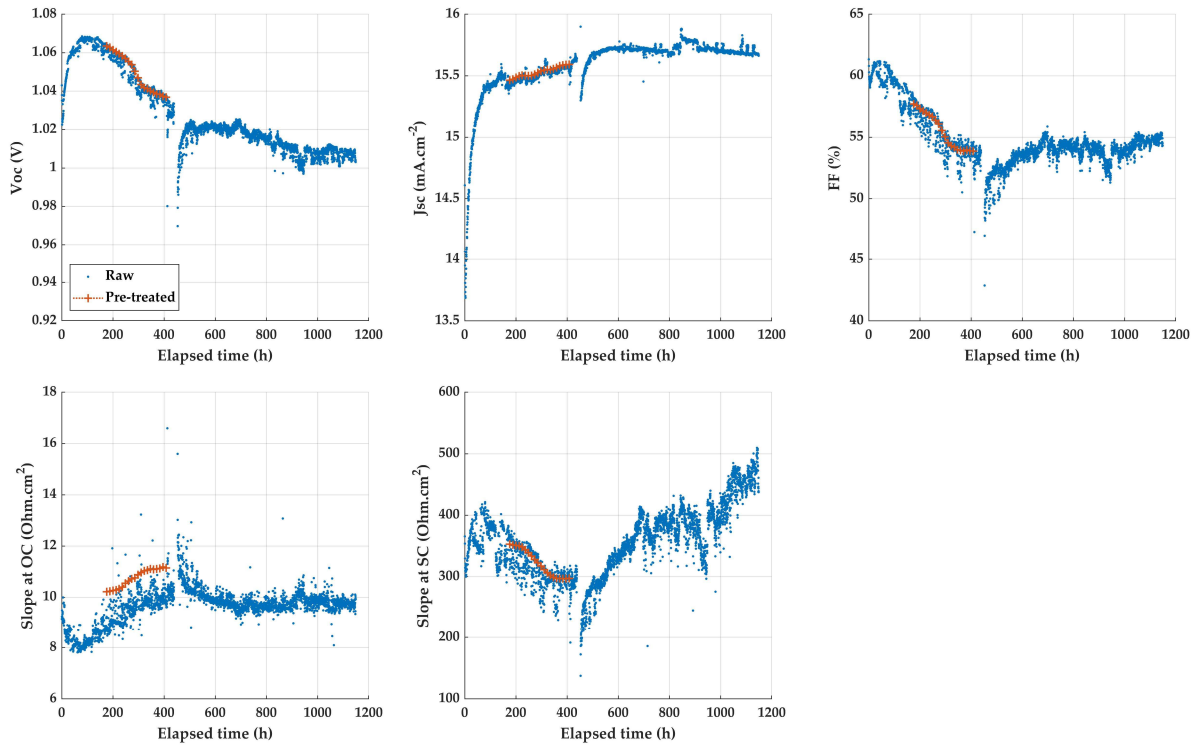 1.08
1.06
1.04
1.02
1
0.98
0.96
0.94
0.92
Voc (V)
Raw
Pre-treated
0 200 400 600 800 1000 1200
Elapsed time (h)
16
15.5
15
14.5
14
13.5
Jsc (mA.cm⁻²)
0 200 400 600 800 1000 1200
Elapsed time (h)
65
60
55
50
45
40
FF (%)
0 200 400 600 800 1000 1200
Elapsed time (h)
18
16
14
12
10
8
6
Slope at OC (Ohm.cm²)
0 200 400 600 800 1000 1200
Elapsed time (h)
600
500
400
300
200
100
Slope at SC (Ohm.cm²)
0 200 400 600 800 1000 1200
Elapsed time (h)